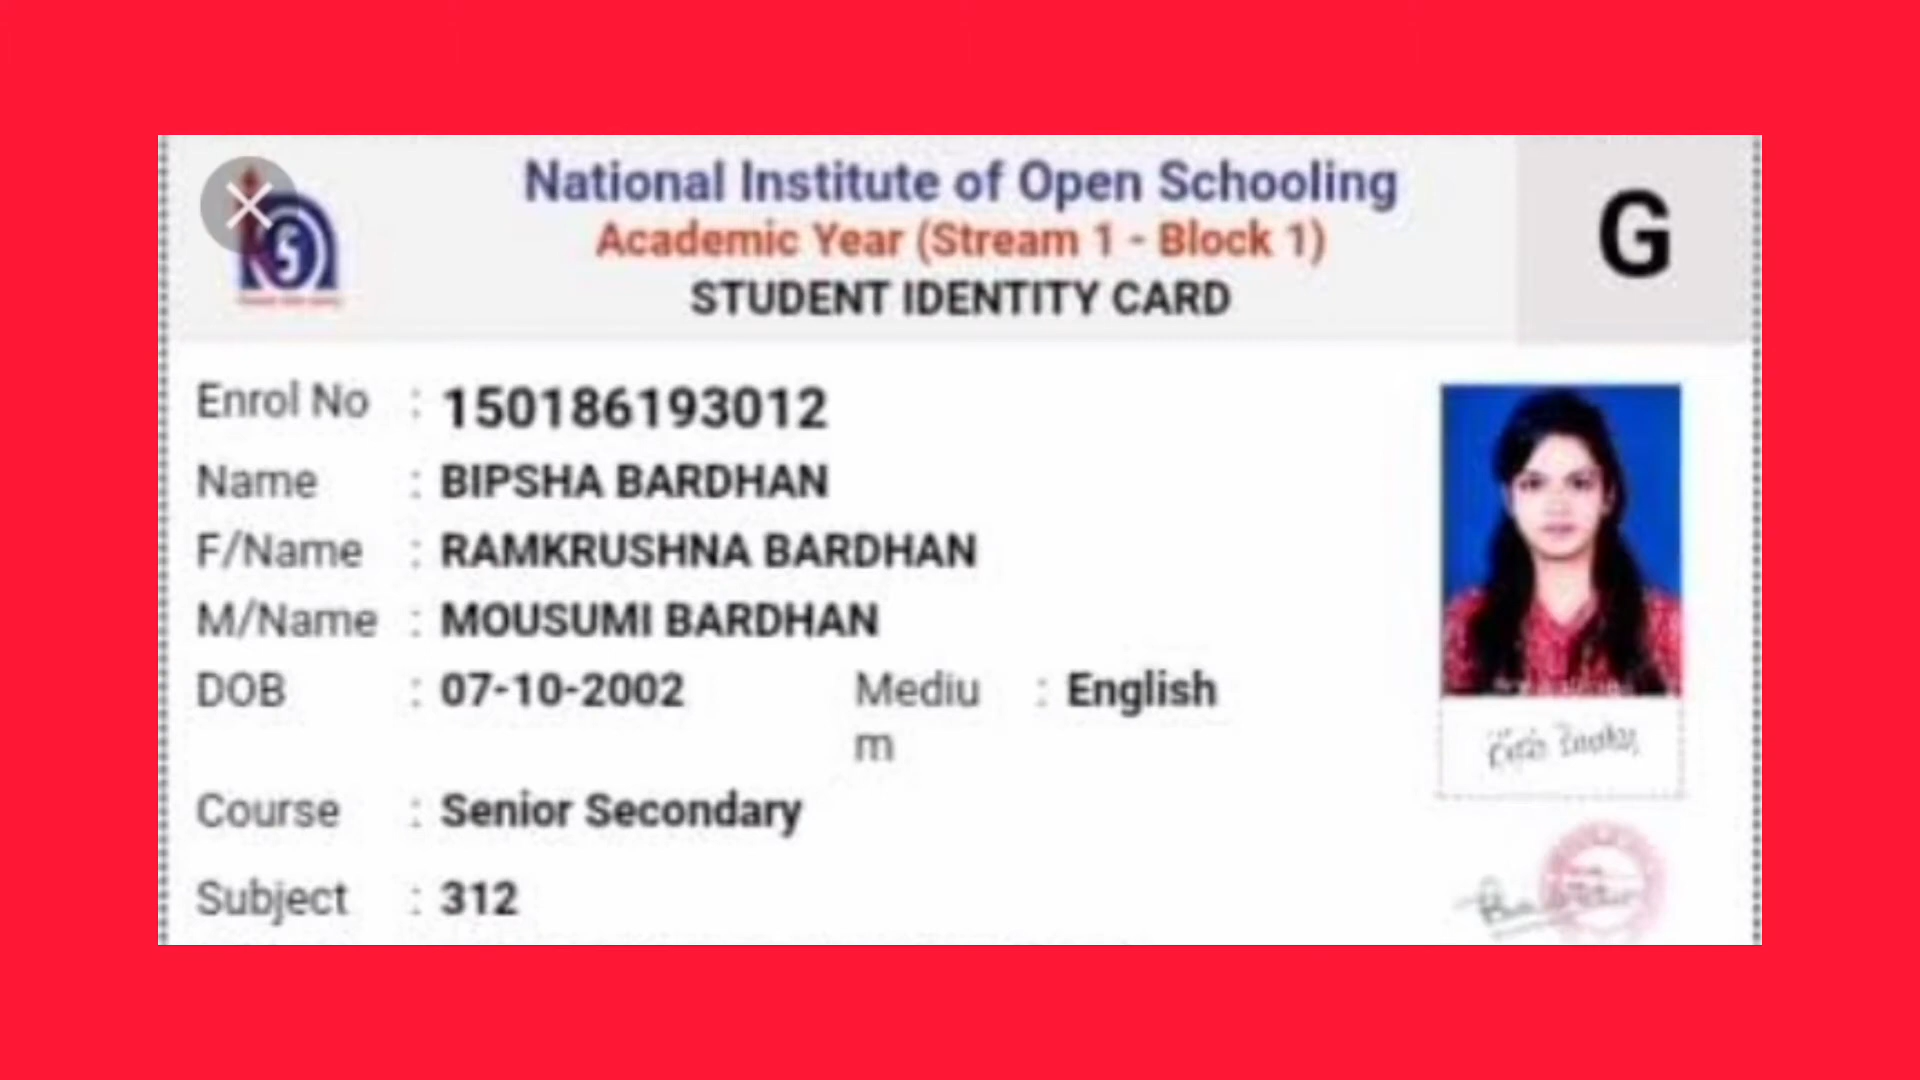 National Institute of Open Schooling
Academic Year (Stream 1 - Block 1)
STUDENT IDENTITY CARD
G
Enrol No : 150186193012
Name : BIPSHA BARDHAN
F/Name : RAMKRUSHNA BARDHAN
M/Name : MOUSUMI BARDHAN
DOB : 07-10-2002 Mediu : English
m
Course : Senior Secondary
Subject : 312